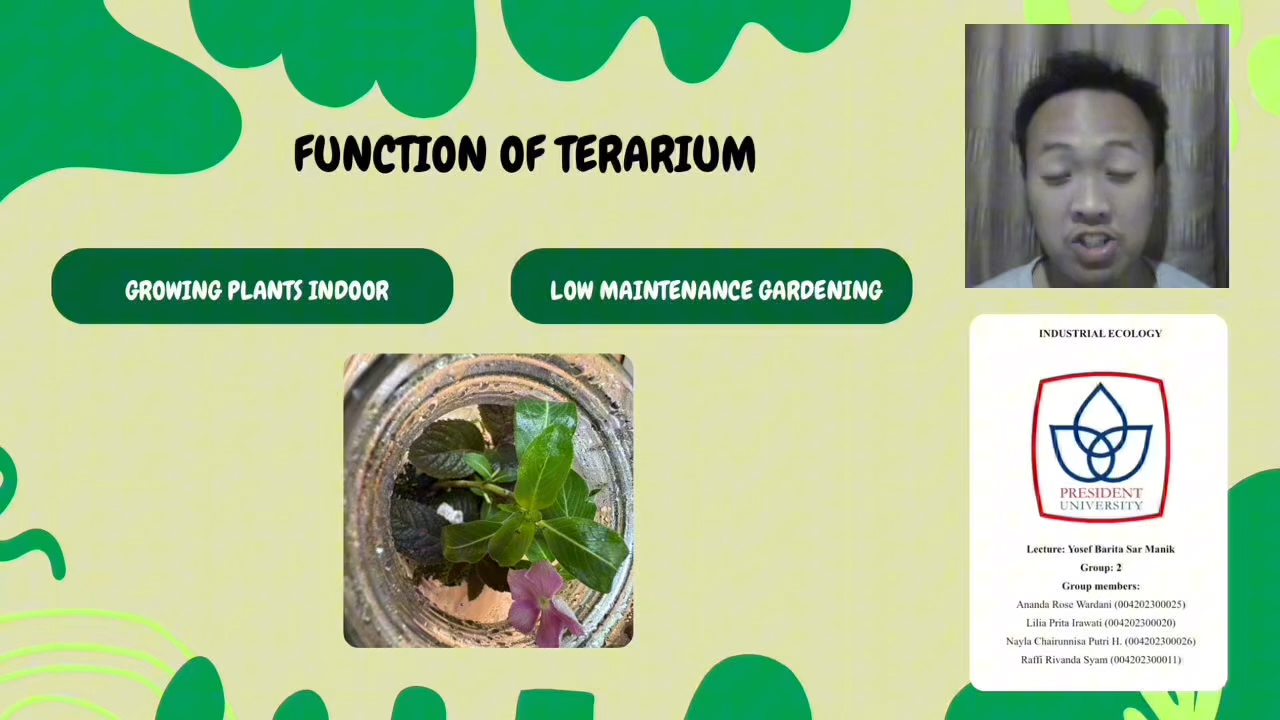 FUNCTION OF TERARIUM
GROWING PLANTS INDOOR
LOW MAINTENANCE GARDENING
INDUSTRIAL ECOLOGY
PRESIDENT
UNIVERSITY
Lecture: Yosef Barita Sar Manik
Group: 2
Group members:
Ananda Rose Wardani (004202300025)
Lilia Prita Irawati (004202300020)
Nayla Chairunnisa Putri H. (004202300026)
Raffi Rivanda Syam (004202300011)